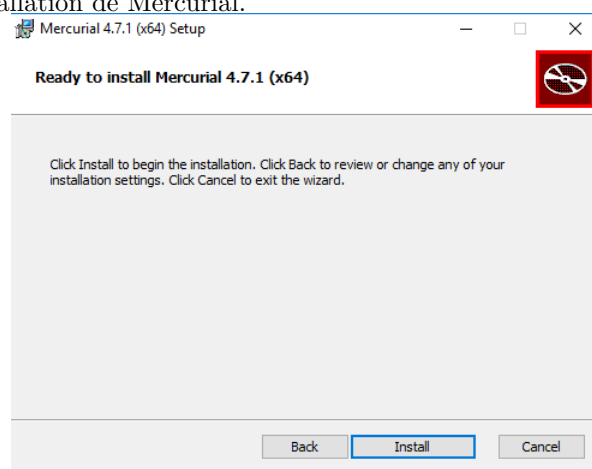 allation de Mercurial.
Mercurial 4.7.1 (x64) Setup
Ready to install Mercurial 4.7.1 (x64)
Click Install to begin the installation. Click Back to review or change any of your
installation settings. Click Cancel to exit the wizard.
Back Install Cancel